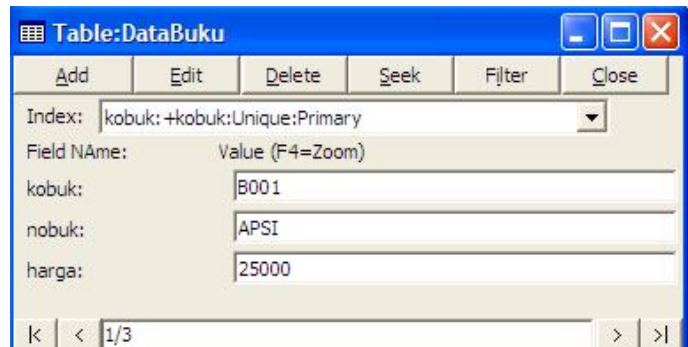 Table:DataBuku
Add Edit Delete Seek Filter Close
Index: kobuk:+kobuk:Unique:Primary
Field NAme: Value (F4=Zoom)
kobuk: B001
nobuk: APSI
harga: 25000
1/3